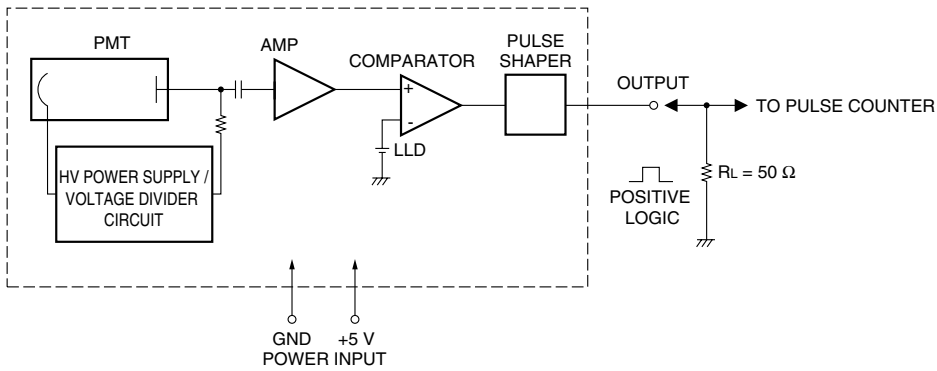 PMT
AMP
COMPARATOR
PULSE
SHAPER
OUTPUT
TO PULSE COUNTER
+
-
LLD
HV POWER SUPPLY /
VOLTAGE DIVIDER
CIRCUIT
POSITIVE
LOGIC
RL = 50 Ω
GND
+5 V
POWER INPUT